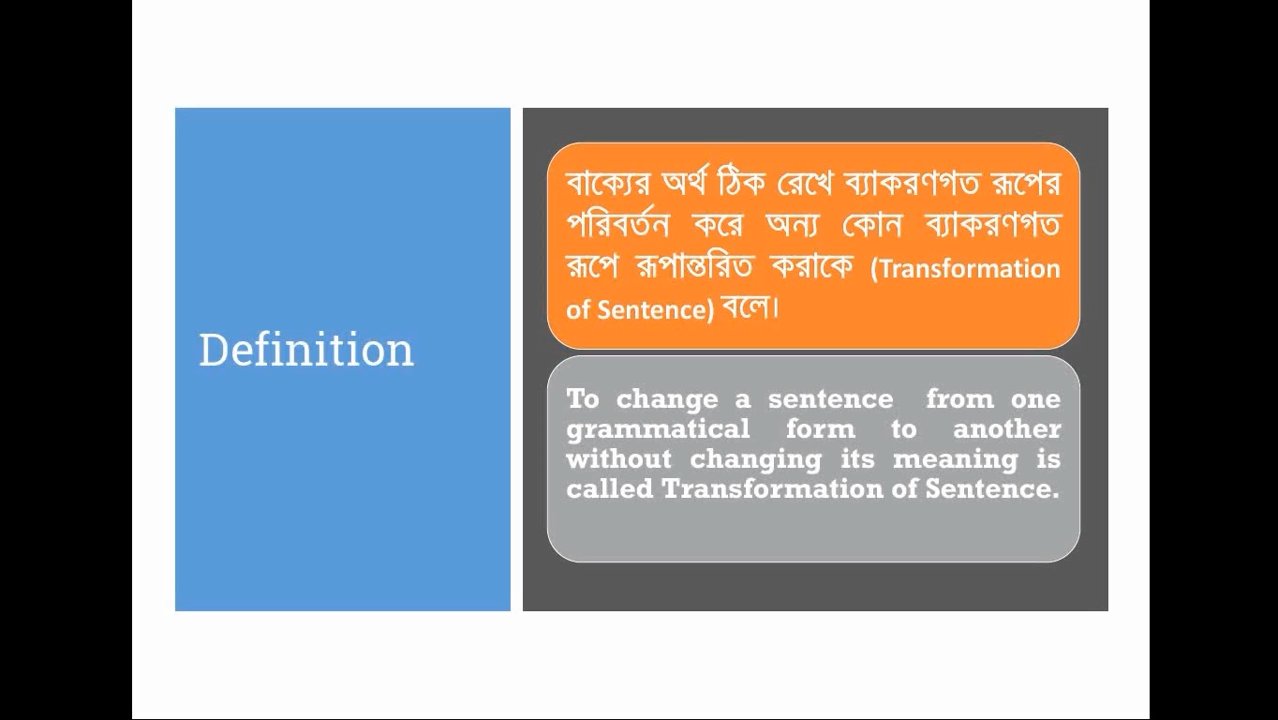 Definition
বাক্যের অর্থ ঠিক রেখে ব্যাকরণগত রূপের
পরিবর্তন করে অন্য কোন ব্যাকরণগত
রূপে রূপান্তরিত করাকে (Transformation
of Sentence) বলে।
To change a sentence from one
grammatical form to another
without changing its meaning is
called Transformation of Sentence.